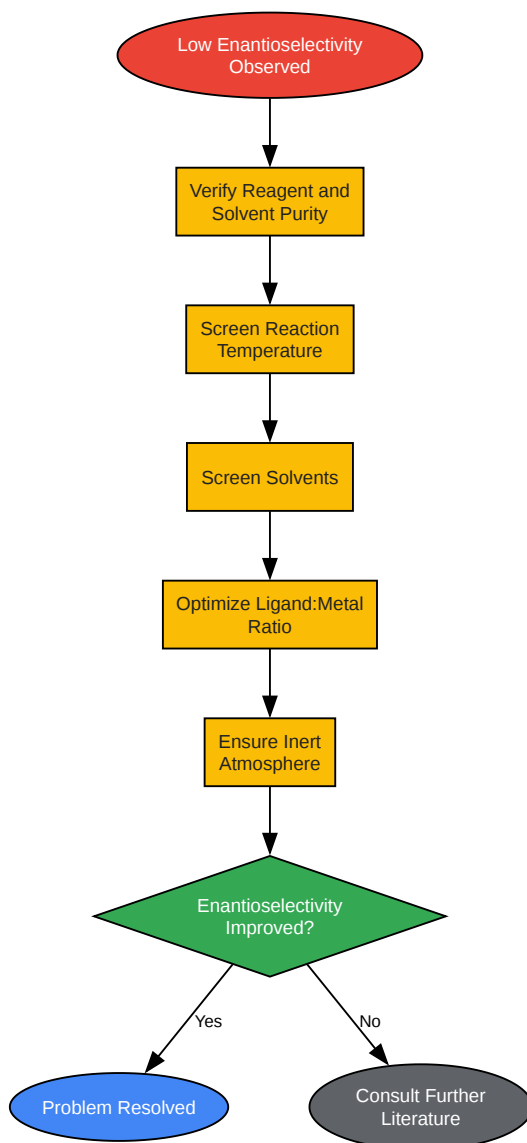 Low Enantioselectivity
Observed
Verify Reagent and
Solvent Purity
Screen Reaction
Temperature
Screen Solvents
Optimize Ligand:Metal
Ratio
Ensure Inert
Atmosphere
Enantioselectivity
Improved?
Yes
No
Problem Resolved
Consult Further
Literature